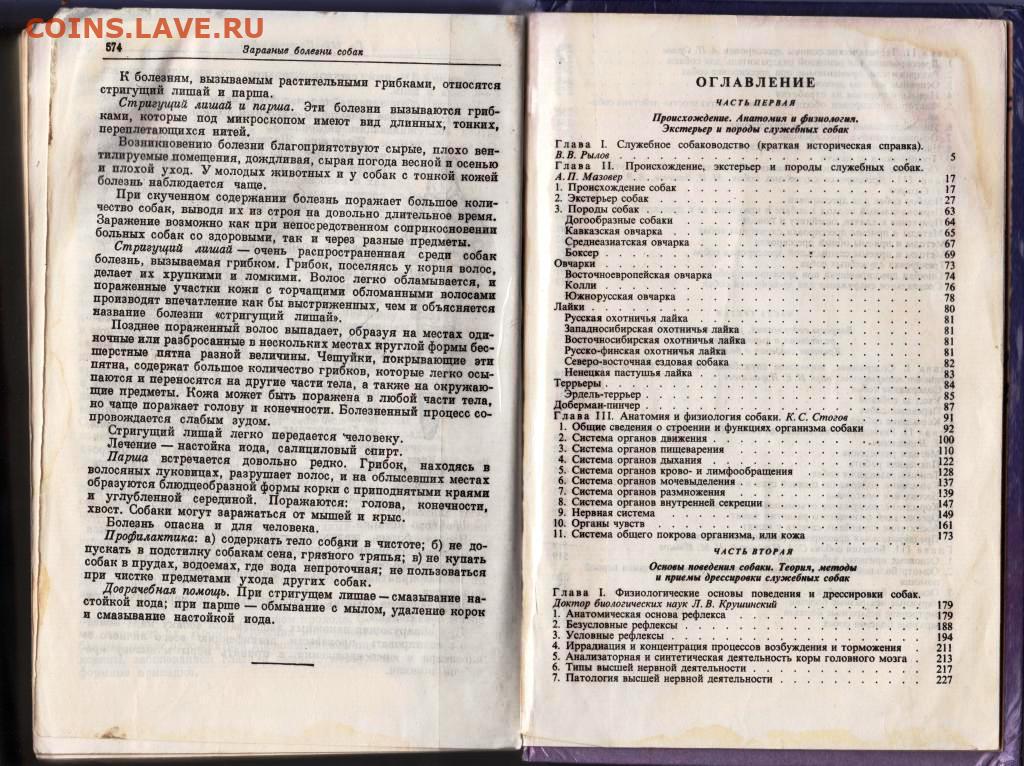 COINS.LAVE.RU
574
Заразные болезни собак
К болезням, вызываемым растительными грибками, относятся
стригущий лишай и парша.
Стригущий лишай и парша. Эти болезни вызываются гриб-
ками, которые под микроскопом имеют вид длинных, тонких,
переплетающихся нитей.
Возникновению болезни благоприятствуют сырые, плохо вен-
тилируемые помещения, дождливая, сырая погода весной и осенью
и плохой уход. У молодых животных и у собак с тонкой кожей
болезнь наблюдается чаще.
При скученном содержании болезнь поражает большое коли-
чество собак, выводя их из строя на довольно длительное время.
Заражение возможно как при непосредственном соприкосновении
больных собак со здоровыми, так и через разные предметы.
Стригущий лишай — очень распространенная среди собак
болезнь, вызываемая грибком. Грибок, поселяясь у корня волос,
делает их хрупкими и ломкими. Волос легко обламывается, и
пораженные участки кожи с торчащими обломанными волосами
производят впечатление как бы выстриженных, чем и объясняется
название болезни «стригущий лишай».
Позднее пораженный волос выпадает, образуя на местах оди-
ночные или разбросанные в нескольких местах круглой формы бес-
шерстные пятна разной величины. Чешуйки, покрывающие эти
пятна, содержат большое количество грибков, которые легко осы-
паются и переносятся на другие части тела, а также на окружаю-
щие предметы. Кожа может быть поражена в любой части тела,
но чаще поражает голову и конечности. Болезненный процесс со-
провождается слабым зудом.
Стригущий лишай легко передается человеку.
Лечение — настойка иода, салициловый спирт.
Парша встречается довольно редко. Грибок, находясь в
волосяных луковицах, разрушает волос, и на облысевших местах
образуются блюдцеобразной формы корки с приподнятыми краями
и углубленной серединой. Поражаются: голова, конечности,
хвост. Собаки могут заражаться от мышей и крыс.
Болезнь опасна и для человека.
Профилактика: а) содержать тело собаки в чистоте; б) не до-
пускать в подстилку собакам сена, грязного тряпья; в) не купать
собак в прудах, водоемах, где вода непроточная; не пользоваться
при чистке предметами ухода других собак.
Доврачебная помощь. При стригущем лишае — смазывание на-
стойкой иода; при парше — обмывание с мылом, удаление корок
и смазывание настойкой иода.
ОГЛАВЛЕНИЕ
ЧАСТЬ ПЕРВАЯ
Происхождение. Анатомия и физиология.
Экстерьер и породы служебных собак
Глава I. Служебное собаководство (краткая историческая справка).
В. В. Рылов . . . 5
Глава II. Происхождение, экстерьер и породы служебных собак.
А. П. Мазовер . . . 17
1. Происхождение собак . . . 17
2. Экстерьер собак . . . 27
3. Породы собак . . . 63
Догообразные собаки . . . 64
Кавказская овчарка . . . 65
Среднеазиатская овчарка . . . 67
Боксер . . . 69
Овчарки . . . 73
Восточноевропейская овчарка . . . 74
Колли . . . 76
Южнорусская овчарка . . . 78
Лайки . . . 80
Русская охотничья лайка . . . 81
Западносибирская охотничья лайка . . . 81
Восточносибирская охотничья лайка . . . 81
Русско-финская охотничья лайка . . . 81
Северо-восточная ездовая собака . . . 82
Ненецкая пастушья лайка . . . 83
Терьеры . . . 84
Эрдель-терьер . . . 85
Доберман-пинчер . . . 87
Глава III. Анатомия и физиология собаки. К. С. Стогов . . . 91
1. Общие сведения о строении и функциях организма собаки . . . 92
2. Система органов движения . . . 100
3. Система органов пищеварения . . . 110
4. Система органов дыхания . . . 122
5. Система органов крово- и лимфообращения . . . 128
6. Система органов мочевыделения . . . 137
7. Система органов размножения . . . 139
8. Система органов внутренней секреции . . . 147
9. Нервная система . . . 149
10. Органы чувств . . . 161
11. Система общего покрова организма, или кожа . . . 173
ЧАСТЬ ВТОРАЯ
Основы поведения собаки. Теория, методы
и приемы дрессировки служебных собак
Глава I. Физиологические основы поведения и дрессировки собак.
Доктор биологических наук Л. В. Крушинский . . . 179
1. Анатомическая основа рефлекса . . . 179
2. Безусловные рефлексы . . . 188
3. Условные рефлексы . . . 194
4. Иррадиация и концентрация процессов возбуждения и торможения . 211
5. Анализаторная и синтетическая деятельность коры головного мозга . 213
6. Типы высшей нервной деятельности . . . 217
7. Патология высшей нервной деятельности . . . 227